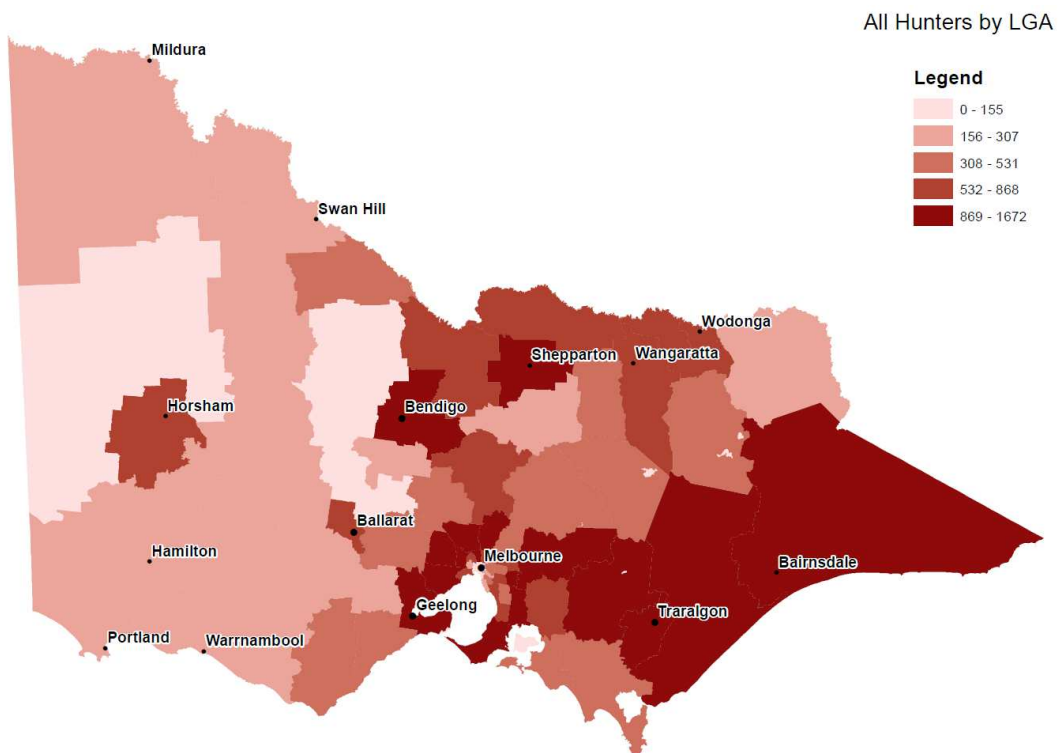 All Hunters by LGA
Legend
0 - 155
156 - 307
308 - 531
532 - 868
869 - 1672
Mildura
Swan Hill
Wodonga
Shepparton
Wangaratta
Horsham
Bendigo
Ballarat
Hamilton
Melbourne
Bairnsdale
Geelong
Traralgon
Portland
Warrnambool